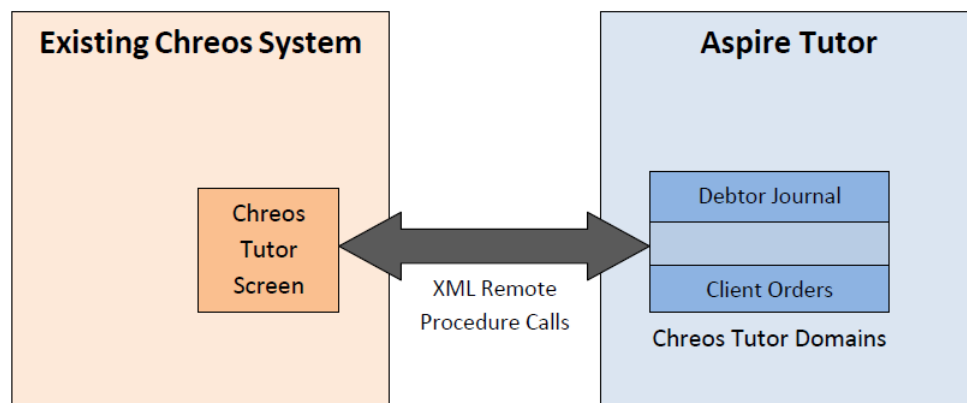 Existing Chreos System
Aspire Tutor
Chreos
Tutor
Screen
XML Remote
Procedure Calls
Debtor Journal
Client Orders
Chreos Tutor Domains